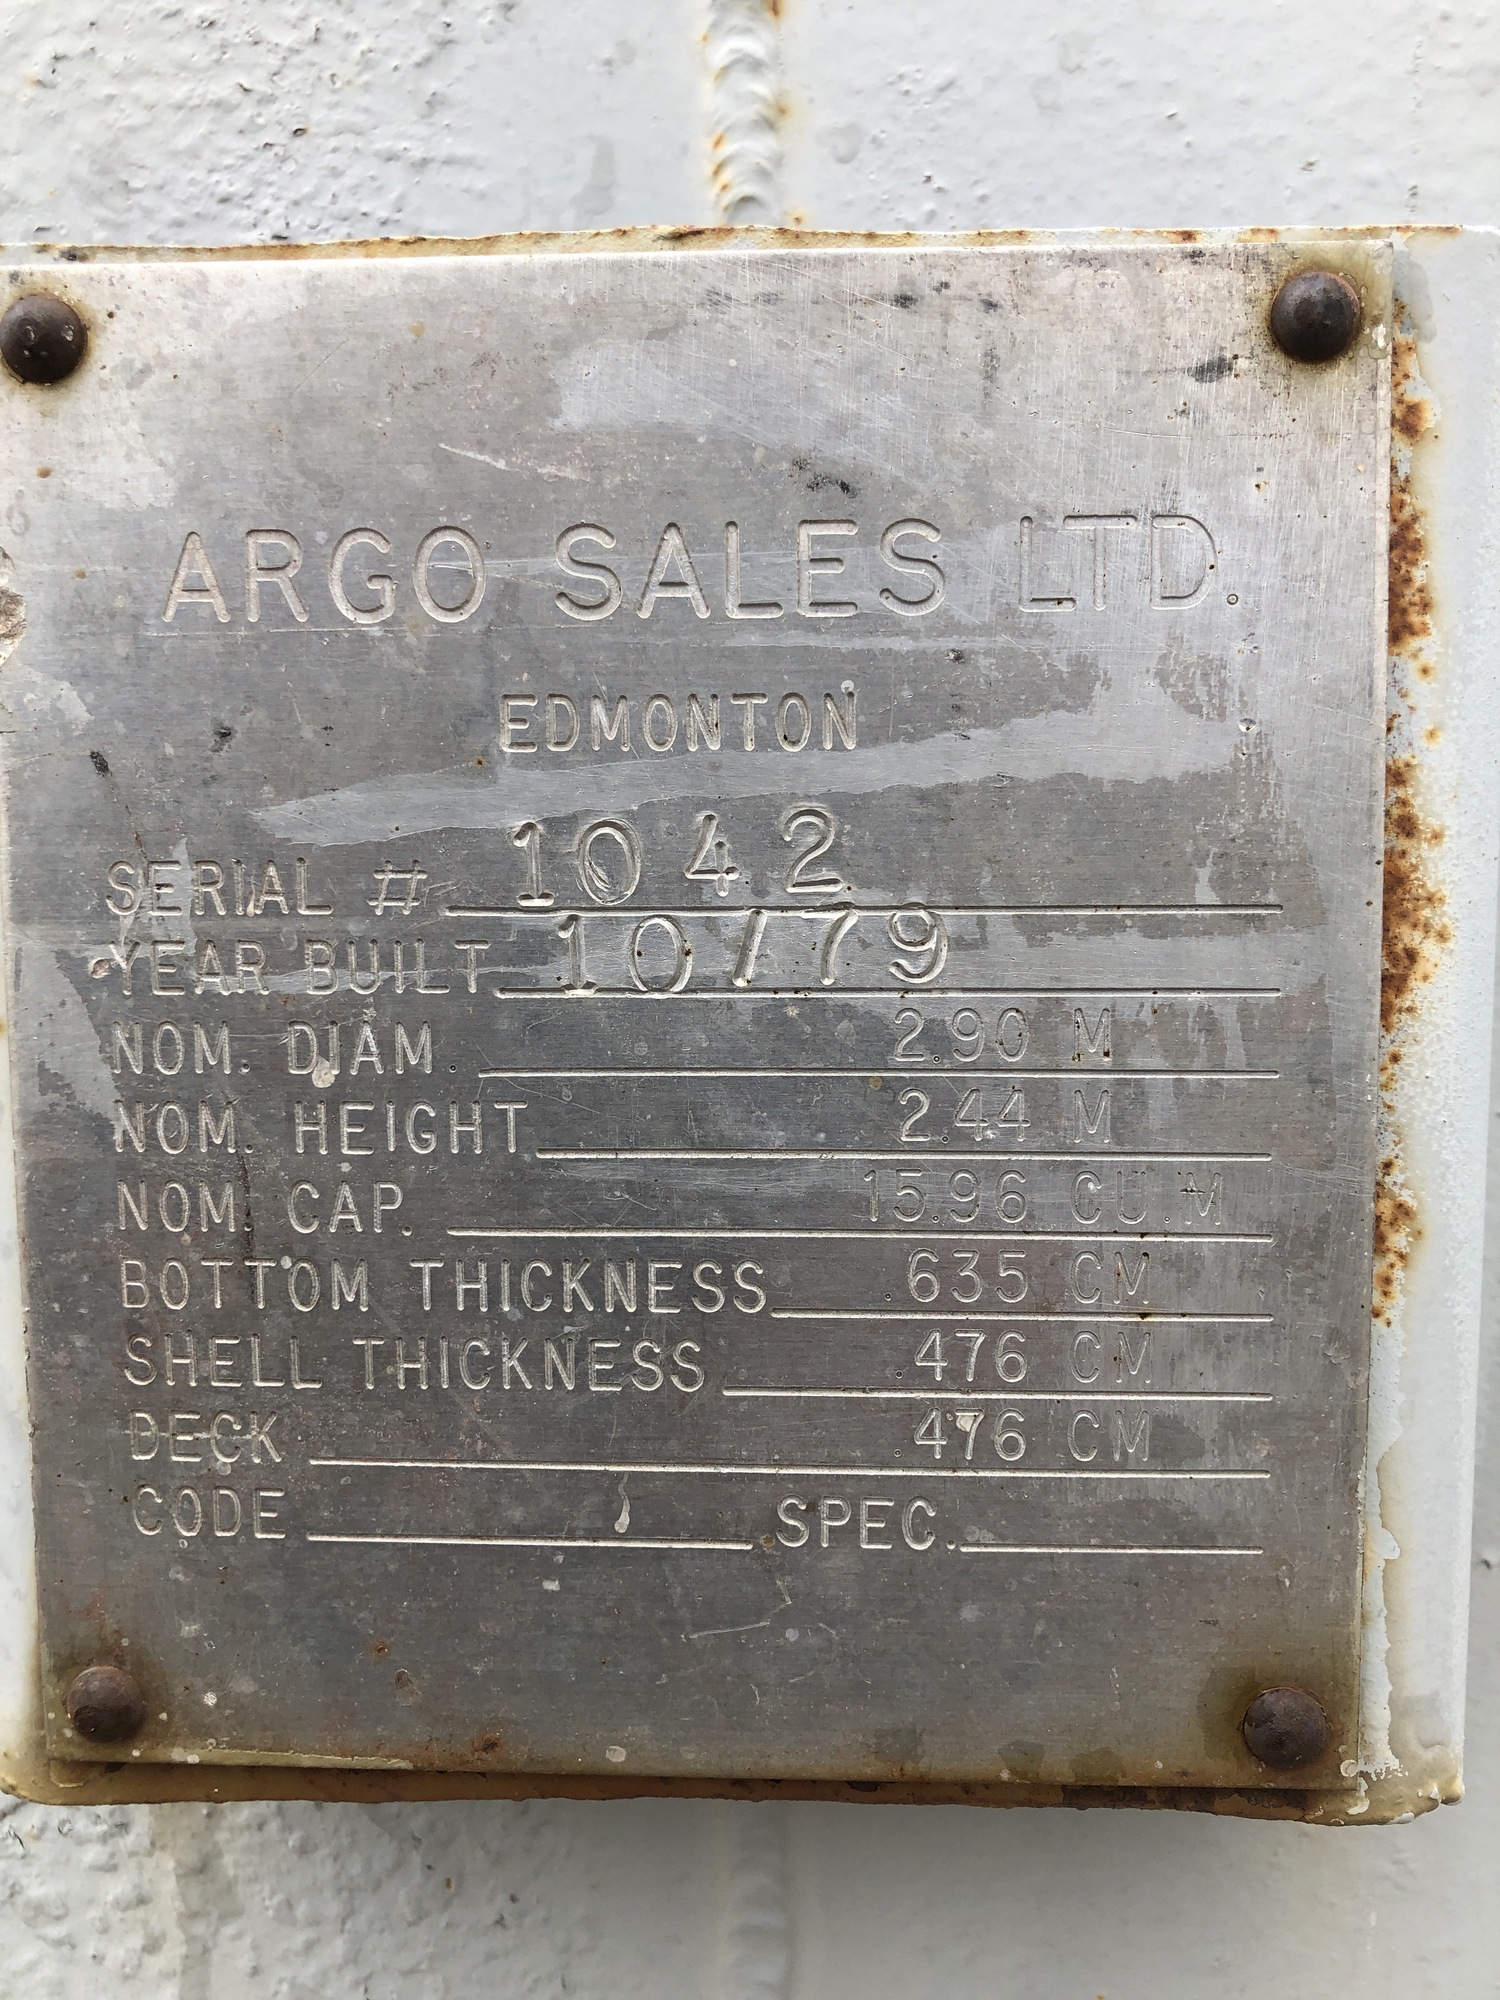 ARGO SALES LTD.
EDMONTON
SERIAL # 1042
YEAR BUILT 10/79
NOM. DIAM. 2.90 M
NOM. HEIGHT 2.44 M
NOM. CAP. 15.96 CU.M
BOTTOM THICKNESS .635 CM
SHELL THICKNESS .476 CM
DECK .476 CM
CODE SPEC.